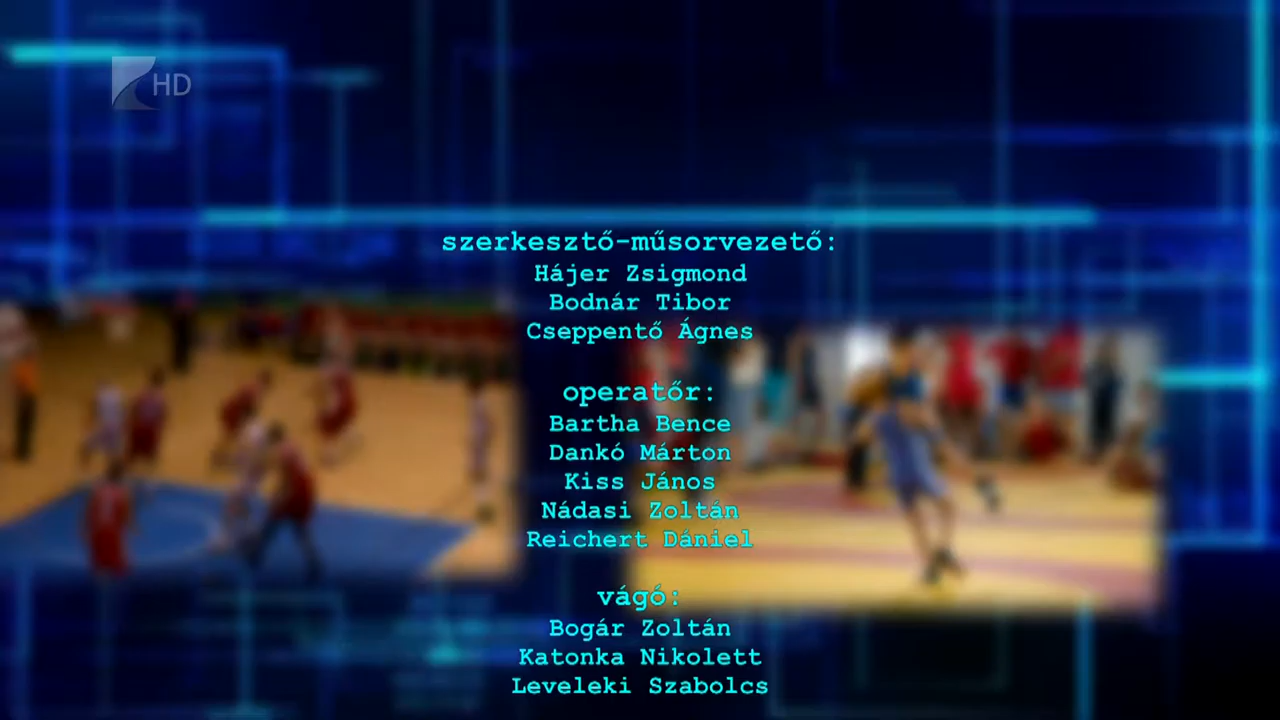 HD
szerkesztő-műsorvezető:
Hájer Zsigmond
Bodnár Tibor
Cseppentő Ágnes
operatőr:
Bartha Bence
Dankó Márton
Kiss János
Nádasi Zoltán
Reichert Dániel
vágó:
Bogár Zoltán
Katonka Nikolett
Leveleki Szabolcs